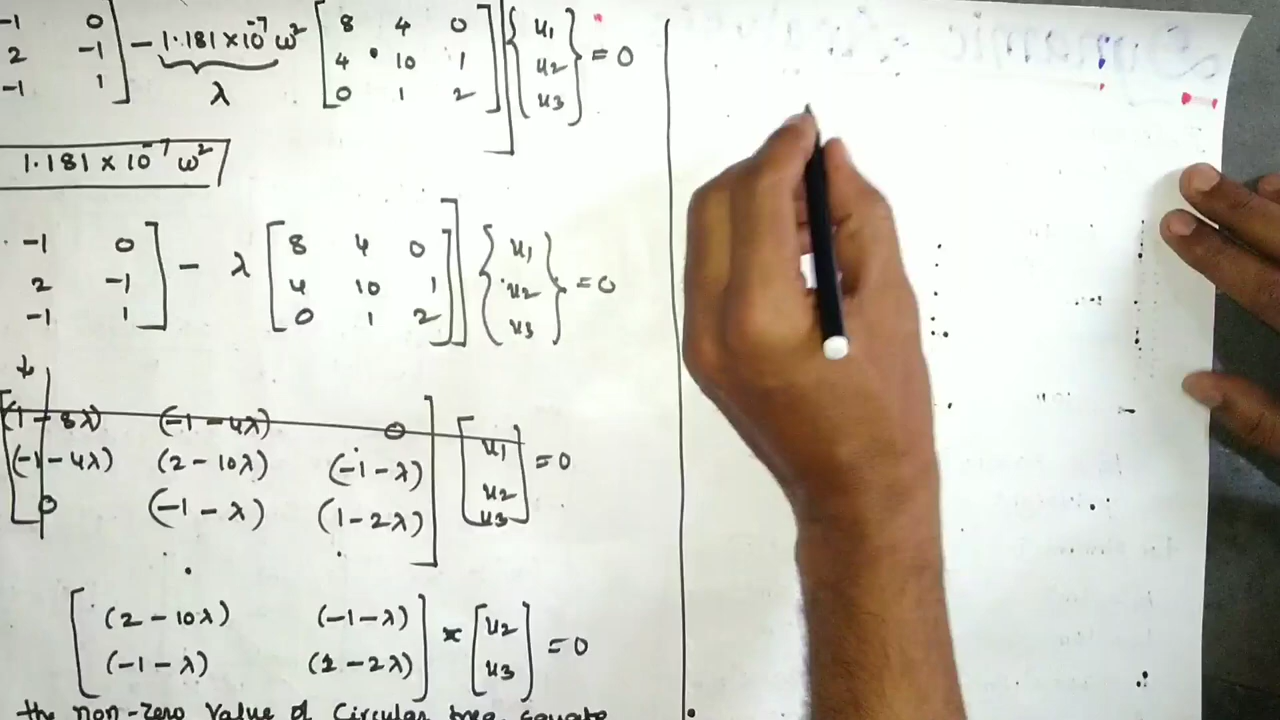 -1 0
2 -1 - 1.181×10⁻⁷ω² [8 4 0 {u1
-1 1 λ 4 10 1 u2 = 0
0 1 2] u3}
1.181 × 10⁻⁷ ω²
-1 0 [8 4 0 {u1
2 -1 - λ 4 10 1 u2 = 0
-1 1 0 1 2] u3}
(1-8λ) (-1-4λ) 0 [u1
(-1-4λ) (2-10λ) (-1-λ) u2 = 0
0 (-1-λ) (1-2λ) u3]
[(2-10λ) (-1-λ) × [u2 = 0
(-1-λ) (1-2λ)] u3]
the non-zero value of Circular freq. equate